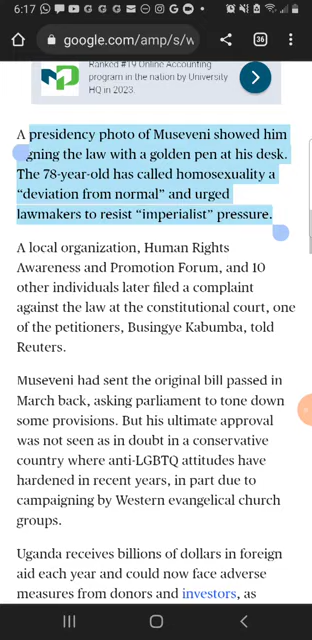 6:17
google.com/amp/s/w
36
Ranked #19 Online Accounting
program in the nation by University
HQ in 2023.
A presidency photo of Museveni showed him
gning the law with a golden pen at his desk.
The 78-year-old has called homosexuality a
“deviation from normal” and urged
lawmakers to resist “imperialist” pressure.
A local organization, Human Rights
Awareness and Promotion Forum, and 10
other individuals later filed a complaint
against the law at the constitutional court, one
of the petitioners, Busingye Kabumba, told
Reuters.
Museveni had sent the original bill passed in
March back, asking parliament to tone down
some provisions. But his ultimate approval
was not seen as in doubt in a conservative
country where anti-LGBTQ attitudes have
hardened in recent years, in part due to
campaigning by Western evangelical church
groups.
Uganda receives billions of dollars in foreign
aid each year and could now face adverse
measures from donors and investors, as